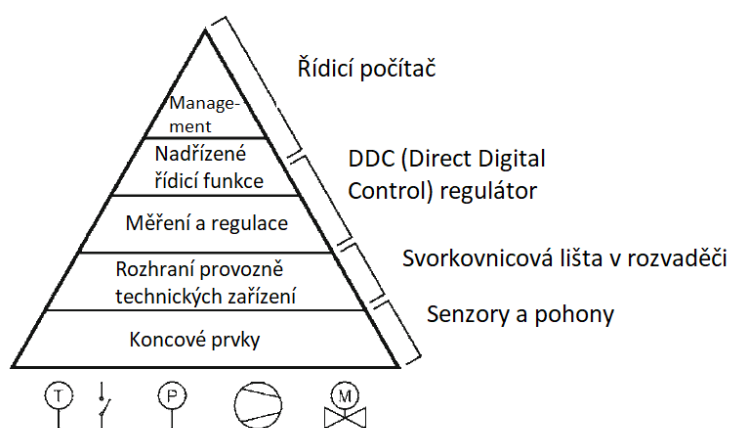 Řídicí počítač
Manage-
ment
Nadřízené
řídicí funkce
DDC (Direct Digital
Control) regulátor
Měření a regulace
Svorkovnicová lišta v rozvaděči
Rozhraní provozně
technických zařízení
Senzory a pohony
Koncové prvky
T
P
M